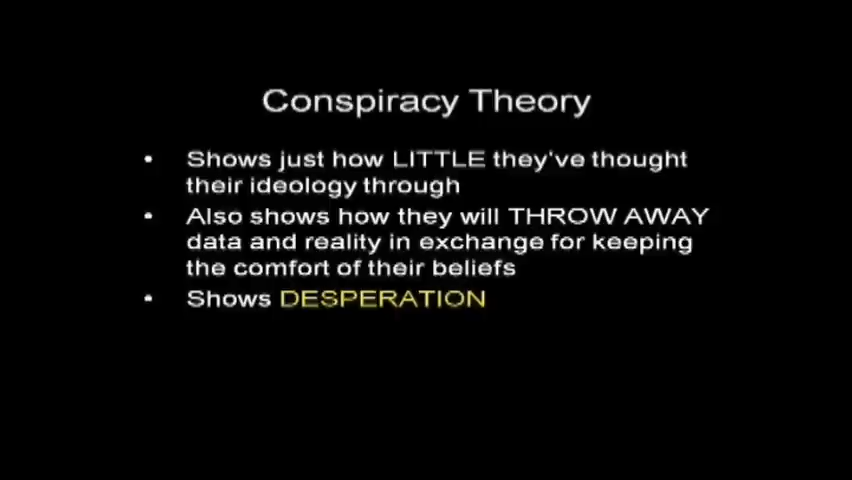 Conspiracy Theory
• Shows just how LITTLE they've thought
their ideology through
• Also shows how they will THROW AWAY
data and reality in exchange for keeping
the comfort of their beliefs
• Shows DESPERATION